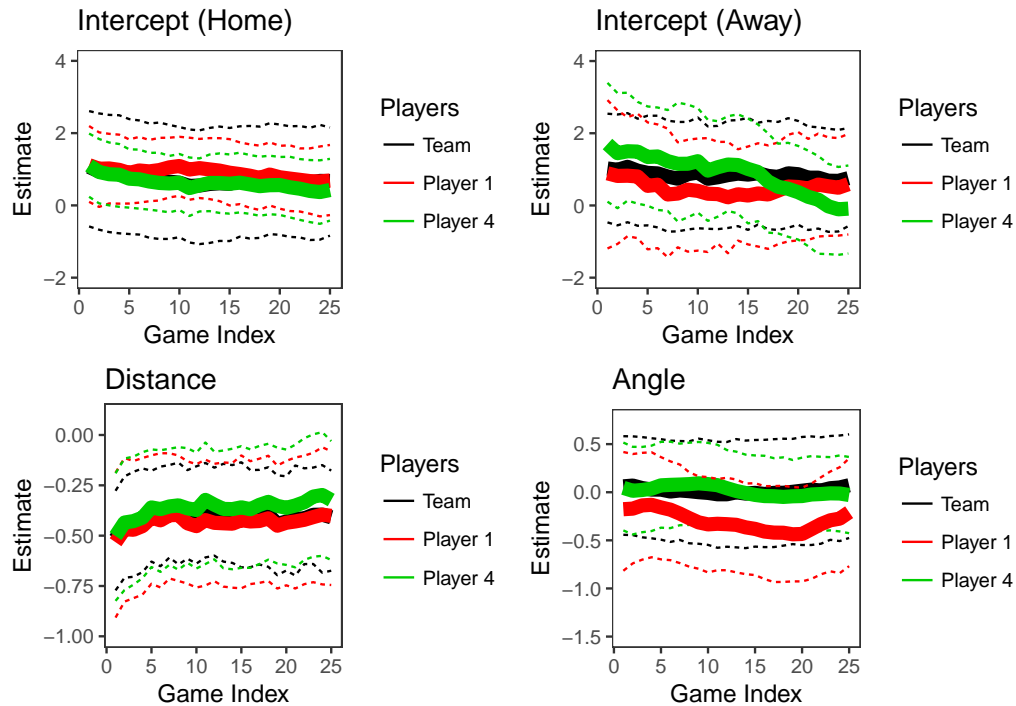 Intercept (Home)
Estimate
4
2
0
−2
0 5 10 15 20 25
Game Index
Players
Team
Player 1
Player 4
Intercept (Away)
Estimate
4
2
0
−2
0 5 10 15 20 25
Game Index
Players
Team
Player 1
Player 4
Distance
Estimate
0.00
−0.25
−0.50
−0.75
−1.00
0 5 10 15 20 25
Game Index
Players
Team
Player 1
Player 4
Angle
Estimate
0.5
0.0
−0.5
−1.0
−1.5
0 5 10 15 20 25
Game Index
Players
Team
Player 1
Player 4